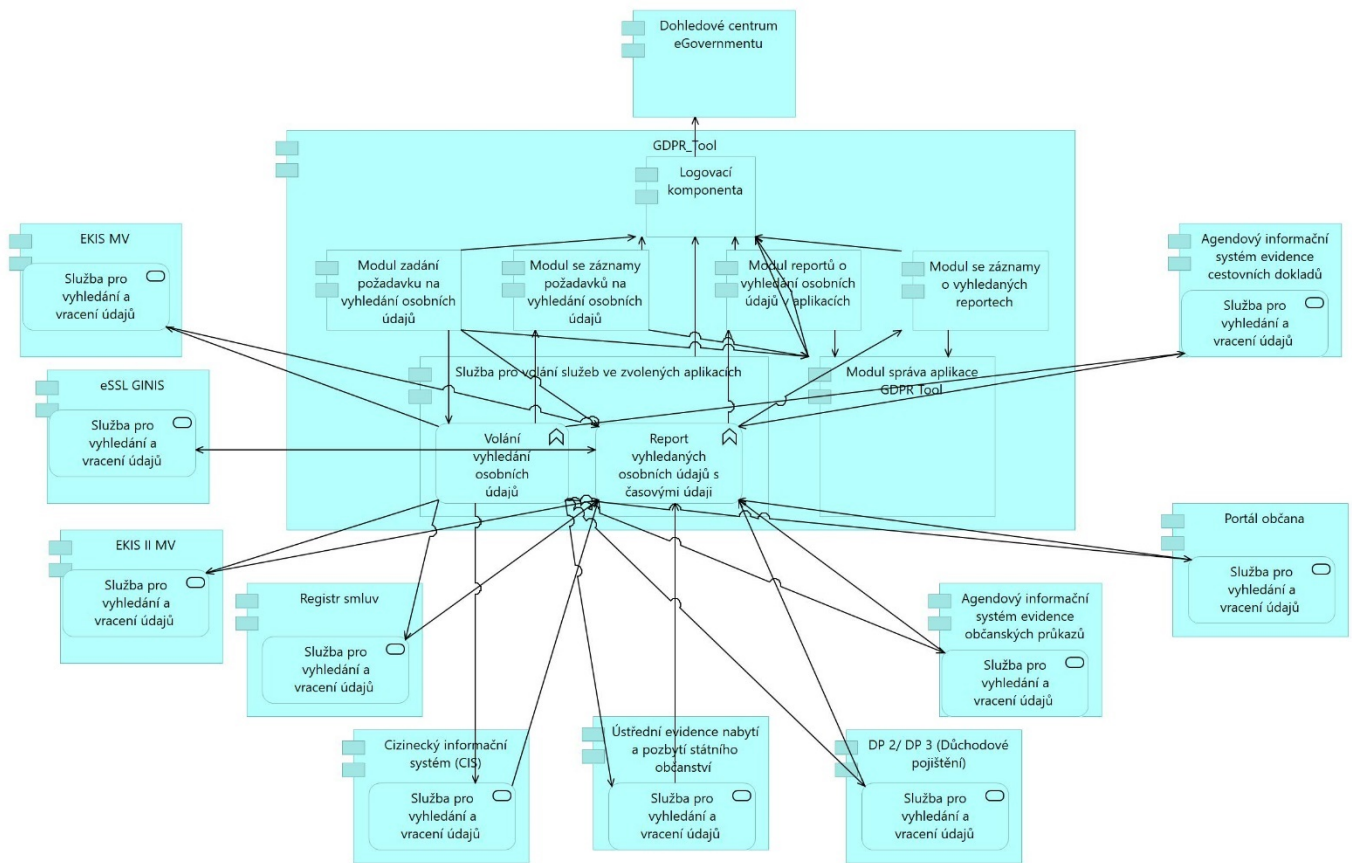 Dohledové centrum
eGovernmentu
GDPR_Tool
Logovací
komponenta
EKIS MV
Služba pro
vyhledání a
vracení údajů
Modul zadání
požadavku na
vyhledání osobních
údajů
Modul se záznamy
požadavků na
vyhledání osobních
údajů
Modul reportů o
vyhledání osobních
údajů v aplikacích
Modul se záznamy
o vyhledaných
reportech
Agendový informační
systém evidence
cestovních dokladů
Služba pro
vyhledání a
vracení údajů
eSSL GINIS
Služba pro
vyhledání a
vracení údajů
Služba pro volání služeb ve zvolených aplikacích
Modul správa aplikace
GDPR Tool
Volání
vyhledání
osobních
údajů
Report
vyhledaných
osobních údajů s
časovými údaji
EKIS II MV
Služba pro
vyhledání a
vracení údajů
Portál občana
Služba pro
vyhledání a
vracení údajů
Registr smluv
Služba pro
vyhledání a
vracení údajů
Agendový informační
systém evidence
občanských průkazů
Služba pro
vyhledání a
vracení údajů
Cizinecký informační
systém (CIS)
Služba pro
vyhledání a
vracení údajů
Ústřední evidence nabytí
a pozbytí státního
občanství
Služba pro
vyhledání a
vracení údajů
DP 2/ DP 3 (Důchodové
pojištění)
Služba pro
vyhledání a
vracení údajů